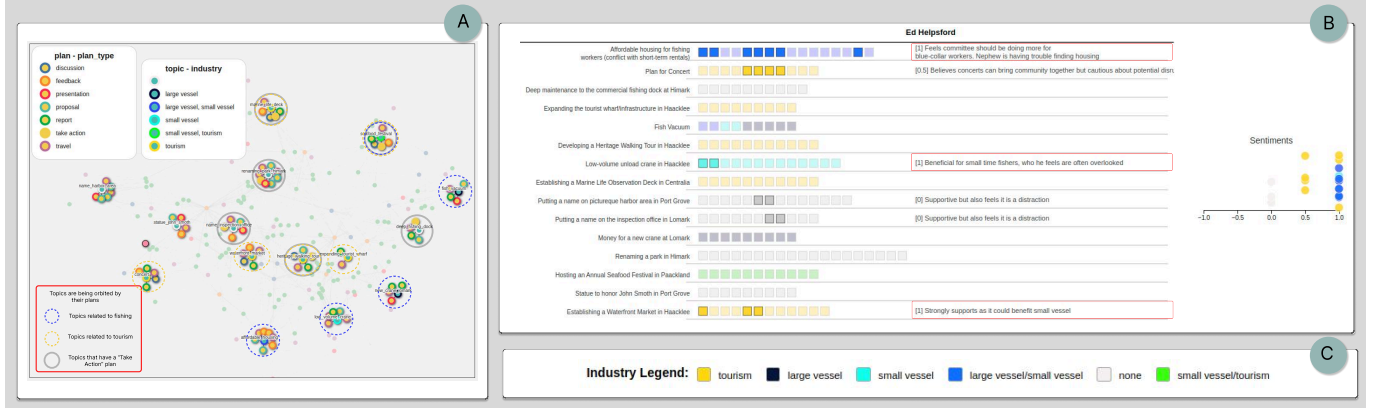 A
plan - plan_type
discussion
feedback
presentation
proposal
report
take action
travel
topic - industry
large vessel
large vessel, small vessel
small vessel
small vessel, tourism
tourism
Topics are being orbited by
their plans
Topics related to fishing
Topics related to tourism
Topics that have a "Take
Action" plan
B
Ed Helpsford
Affordable housing for fishing
workers (conflict with short-term rentals)
[1] Feels committee should be doing more for
blue-collar workers. Nephew is having trouble finding housing
Plan for Concert
[0.5] Believes concerts can bring community together but cautious about potential disru
Deep maintenance to the commercial fishing dock at Himark
Expanding the tourist wharf/infrastructure in Haacklee
Fish Vacuum
Developing a Heritage Walking Tour in Haacklee
Low-volume unload crane in Haacklee
[1] Beneficial for small time fishers, who he feels are often overlooked
Establishing a Marine Life Observation Deck in Centralia
Putting a name on picturque harbor area in Port Grove
[0] Supportive but also feels it is a distraction
Putting a name on the inspection office in Lomark
[0] Supportive but also feels it is a distraction
Money for a new crane at Lomark
Renaming a park in Himark
Hosting an Annual Seafood Festival in Paackland
Statue to honor John Smoth in Port Grove
Establishing a Waterfront Market in Haacklee
[1] Strongly supports as it could benefit small vessel
Sentiments
−1.0 −0.5 0.0 0.5 1.0
C
Industry Legend: tourism large vessel small vessel large vessel/small vessel none small vessel/tourism